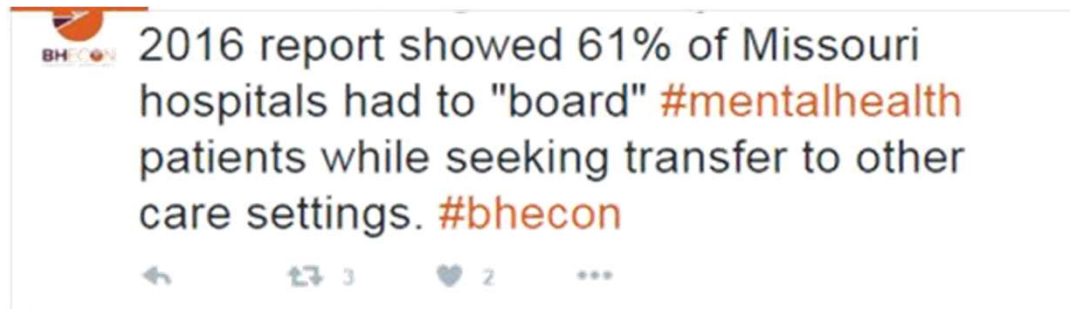 BHECON
2016 report showed 61% of Missouri
hospitals had to "board" #mentalhealth
patients while seeking transfer to other
care settings. #bhecon
3 2